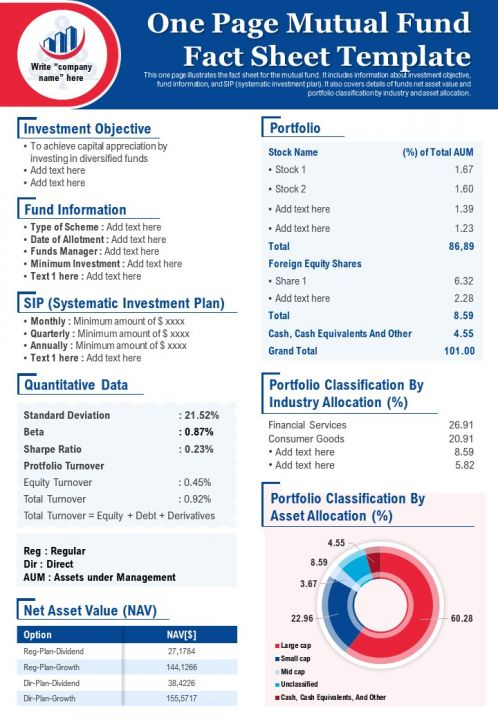 One Page Mutual Fund
Fact Sheet Template
This one page illustrates the fact sheet for the mutual fund. It includes information about investment objective,
fund information, and SIP (systematic investment plan). It also covers details of funds net asset value and
portfolio classification by industry and asset allocation.
Write “company
name” here
Investment Objective
• To achieve capital appreciation by
investing in diversified funds
• Add text here
• Add text here
Fund Information
• Type of Scheme : Add text here
• Date of Allotment : Add text here
• Funds Manager : Add text here
• Minimum Investment : Add text here
• Text 1 here : Add text here
SIP (Systematic Investment Plan)
• Monthly : Minimum amount of $ xxxx
• Quarterly : Minimum amount of $ xxxx
• Annually : Minimum amount of $ xxxx
• Text 1 here : Add text here
Quantitative Data
Standard Deviation : 21.52%
Beta : 0.87%
Sharpe Ratio : 0.23%
Protfolio Turnover
Equity Turnover : 0.45%
Total Turnover : 0.92%
Total Turnover = Equity + Debt + Derivatives
Reg : Regular
Dir : Direct
AUM : Assets under Management
Net Asset Value (NAV)
Option NAV[$]
Reg-Plan-Dividend 27,1784
Reg-Plan-Growth 144,1266
Dir-Plan-Dividend 38,4226
Dir-Plan-Growth 155,5717
Portfolio
Stock Name (%) of Total AUM
• Stock 1 1.67
• Stock 2 1.60
• Add text here 1.39
• Add text here 1.23
Total 86,89
Foreign Equity Shares
• Share 1 6.32
• Add text here 2.28
Total 8.59
Cash, Cash Equivalents And Other 4.55
Grand Total 101.00
Portfolio Classification By
Industry Allocation (%)
Financial Services 26.91
Consumer Goods 20.91
• Add text here 8.59
• Add text here 5.82
Portfolio Classification By
Asset Allocation (%)
4.55
8.59
3.67
22.96
60.28
Large cap
Small cap
Mid cap
Unclassified
Cash, Cash Equivalents, And Other